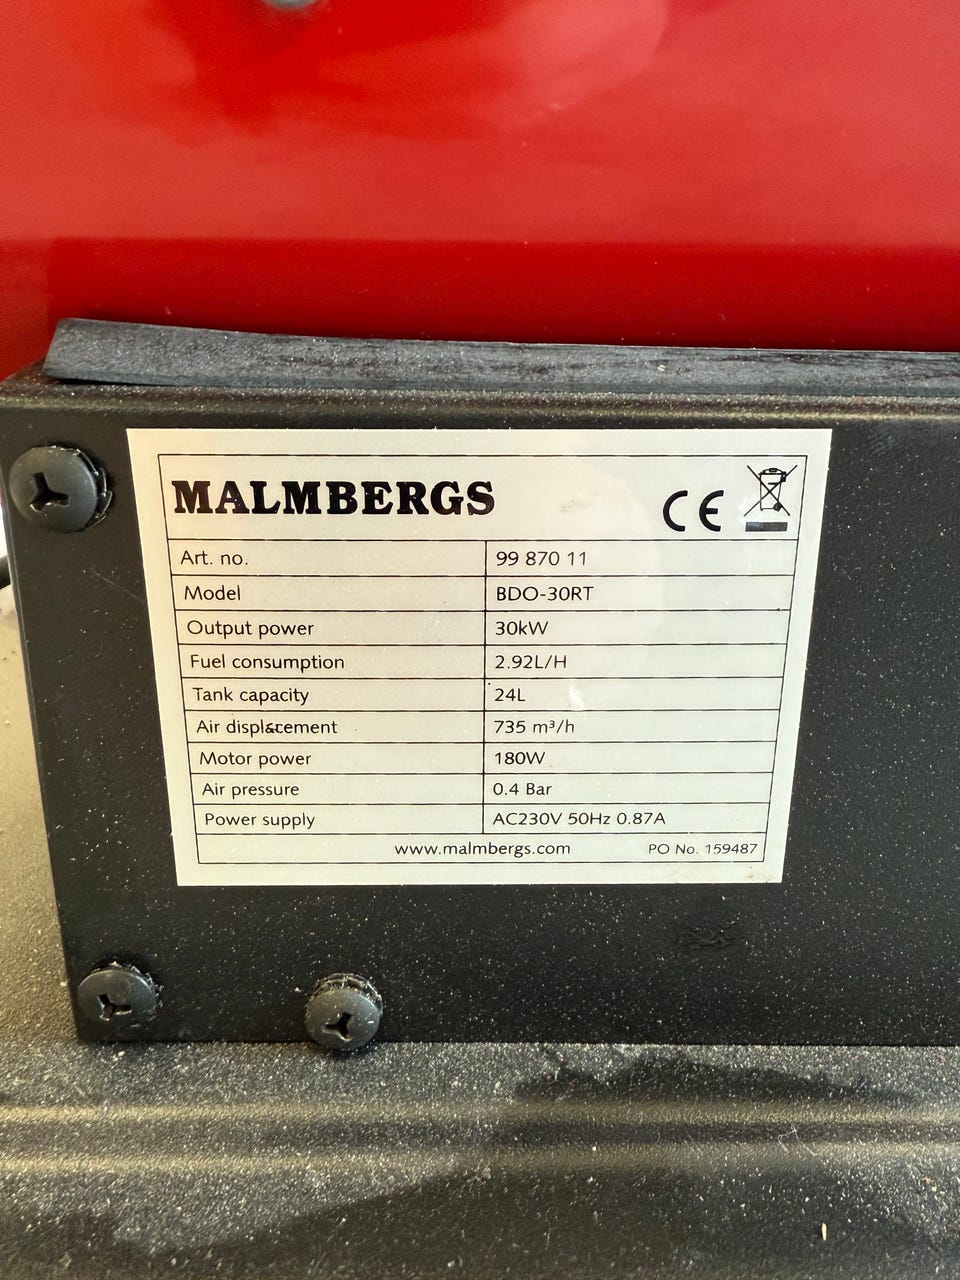 MALMBERGS CE
Art. no. 99 870 11
Model BDO-30RT
Output power 30kW
Fuel consumption 2.92L/H
Tank capacity 24L
Air displacement 735 m³/h
Motor power 180W
Air pressure 0.4 Bar
Power supply AC230V 50Hz 0.87A
www.malmbergs.com PO No. 159487